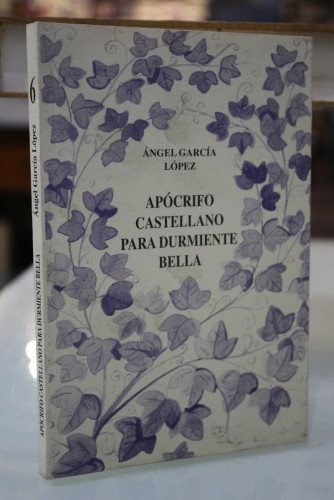 ÁNGEL GARCÍA
LÓPEZ
APÓCRIFO
CASTELLANO
PARA DURMIENTE
BELLA
6
Ángel García López
APÓCRIFO CASTELLANO PARA DURMIENTE BELLA